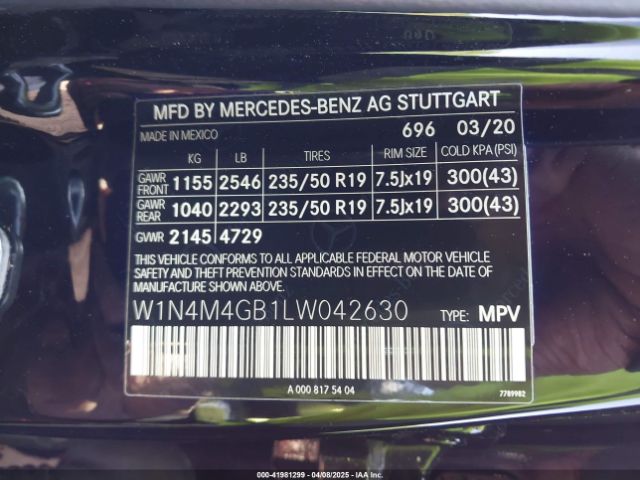 MFD BY MERCEDES-BENZ AG STUTTGART
MADE IN MEXICO 696 03/20
KG LB TIRES RIM SIZE COLD KPA (PSI)
GAWR FRONT 1155 2546 235/50 R19 7.5Jx19 300(43)
GAWR REAR 1040 2293 235/50 R19 7.5Jx19 300(43)
GVWR 2145 4729
THIS VEHICLE CONFORMS TO ALL APPLICABLE FEDERAL MOTOR VEHICLE
SAFETY AND THEFT PREVENTION STANDARDS IN EFFECT ON THE DATE OF
MANUFACTURE SHOWN ABOVE.
W1N4M4GB1LW042630 TYPE: MPV
A 000 817 54 04
7789982
000-41981299 - 04/08/2025 - IAAI.COM